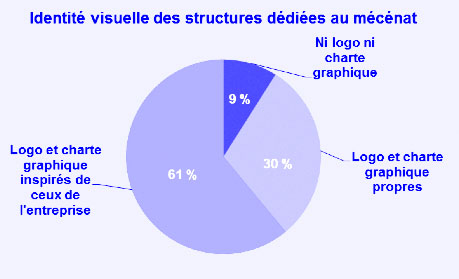 Identité visuelle des structures dédiées au mécénat
Ni logo ni
charte
graphique
9 %
30 %
61 %
Logo et charte
graphique
propres
Logo et charte
graphique
inspirés de
ceux de
l'entreprise